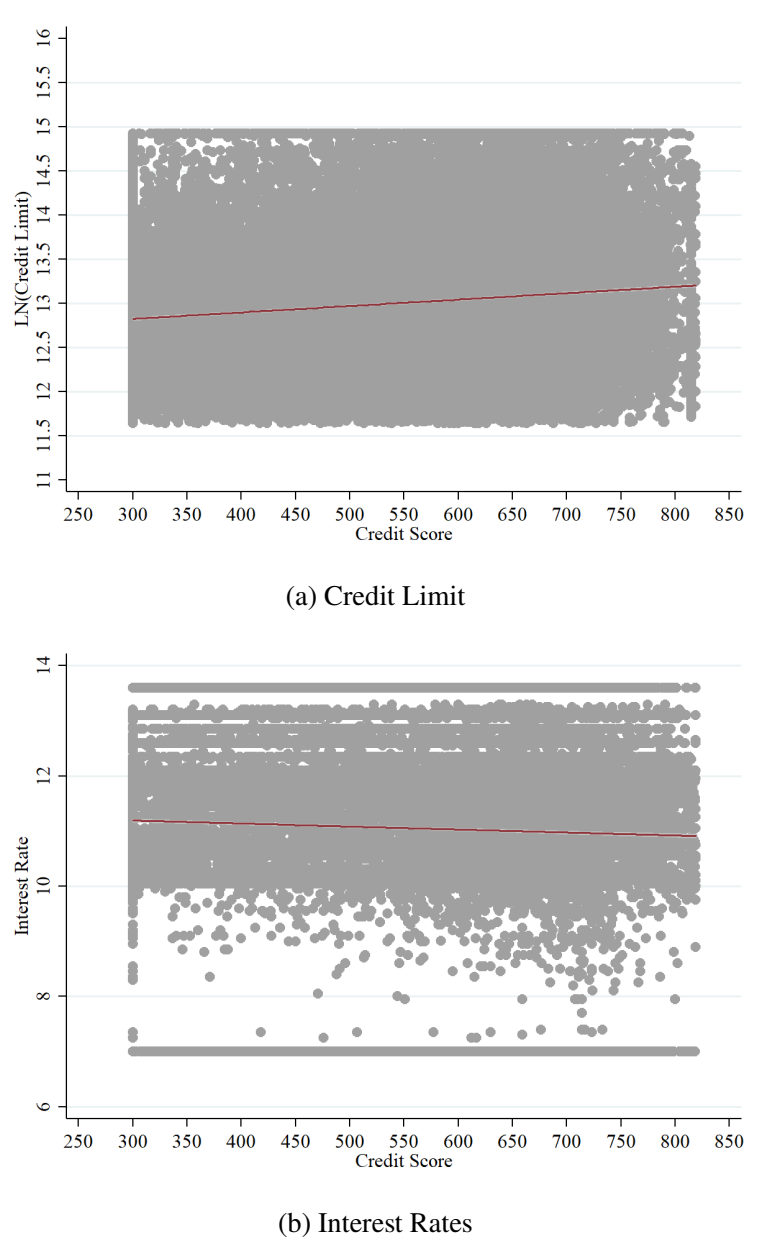 16
15.5
15
14.5
14
13.5
13
12.5
12
11.5
11
LN(Credit Limit)
250 300 350 400 450 500 550 600 650 700 750 800 850
Credit Score
(a) Credit Limit
14
12
10
8
6
Interest Rate
250 300 350 400 450 500 550 600 650 700 750 800 850
Credit Score
(b) Interest Rates